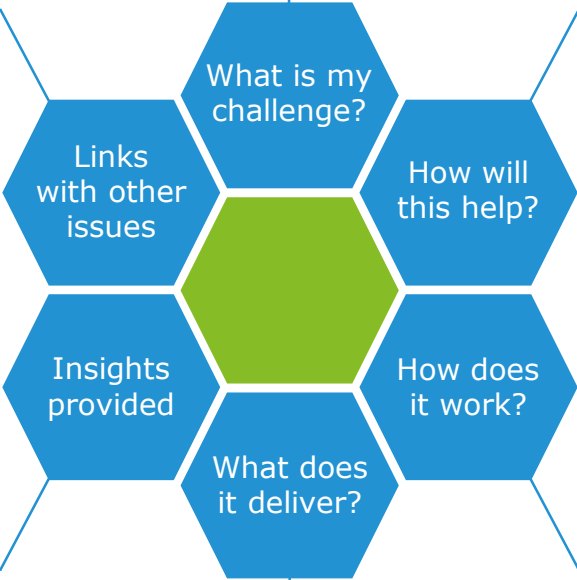 What is my
challenge?
How will
this help?
How does
it work?
What does
it deliver?
Insights
provided
Links
with other
issues